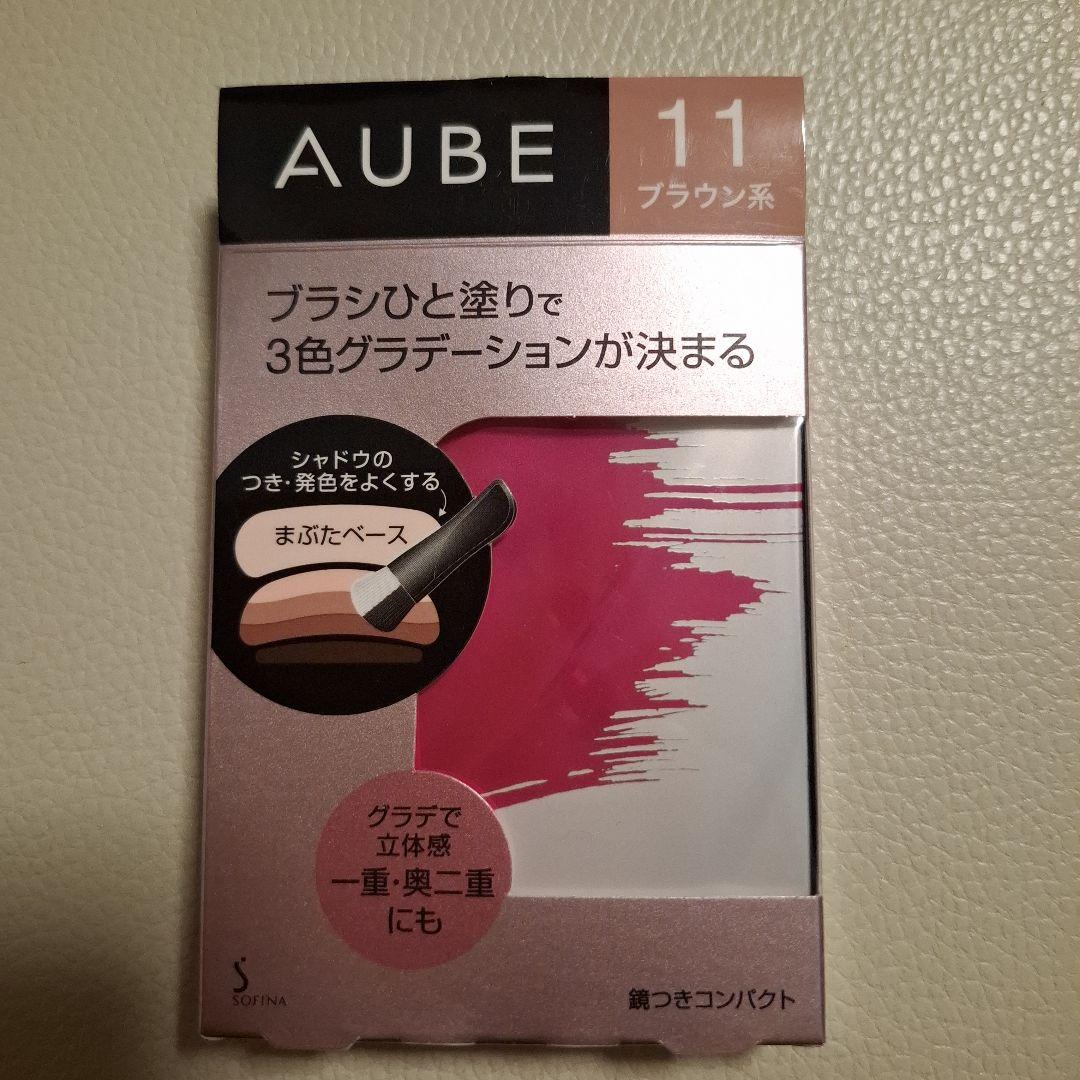 AUBE
11
ブラウン系
ブラシひと塗りで
3色グラデーションが決まる
シャドウの
つき・発色をよくする
まぶたベース
グラデで
立体感
一重・奥二重
にも
SOFINA
鏡つきコンパクト